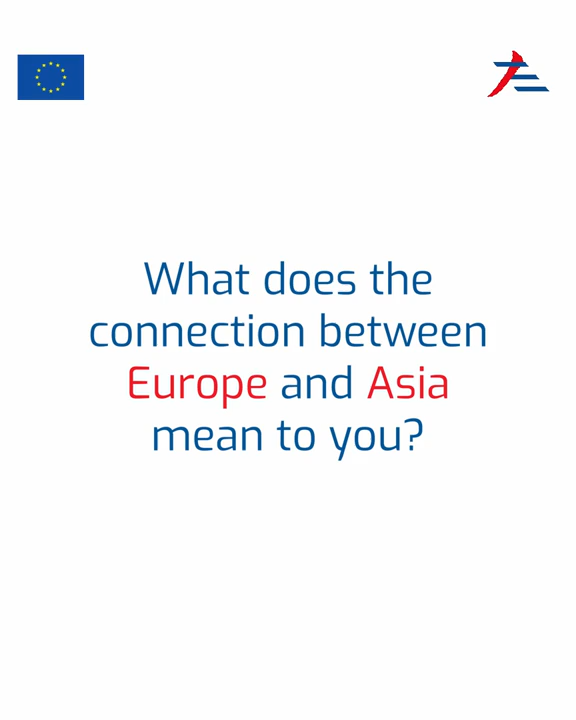 What does the
connection between
Europe and Asia
mean to you?